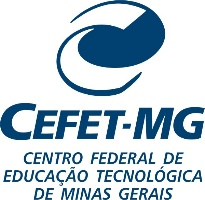 CEFET-MG
CENTRO FEDERAL DE
EDUCAÇÃO TECNOLÓGICA
DE MINAS GERAIS